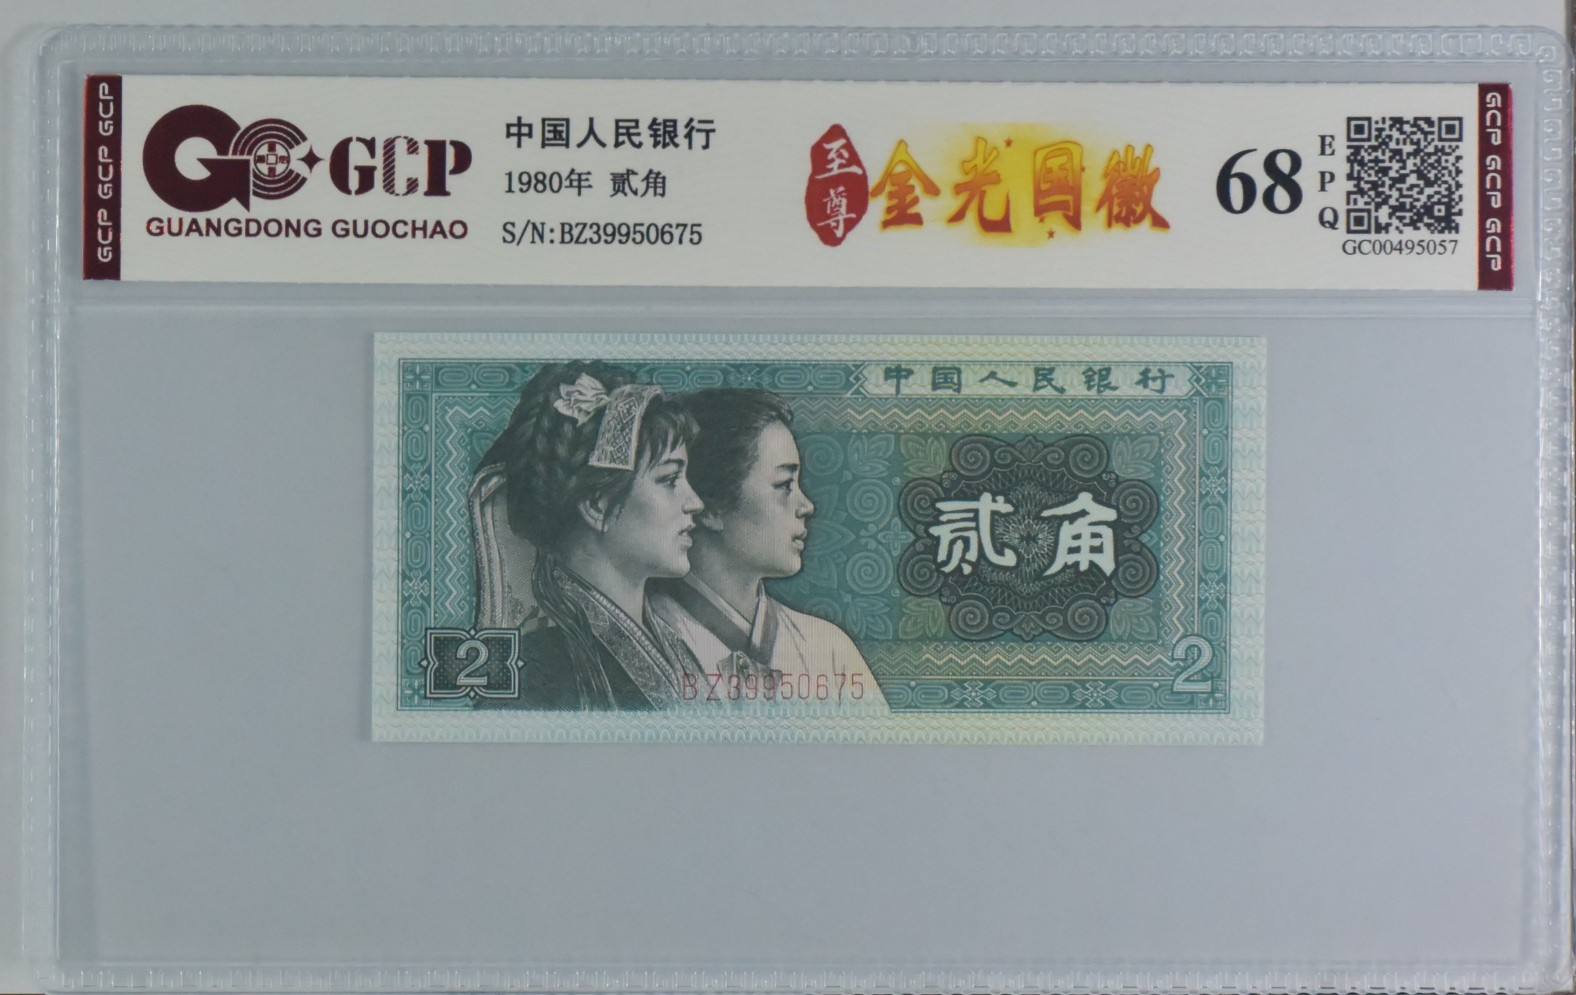 GCP GCP GCP
GCP
GUANGDONG GUOCHAO
中国人民银行
1980年 贰角
S/N:BZ39950675
至尊
金光国徽
68
EPQ
GC00495057
GCP GCP GCP
中国人民银行
贰角
2
BZ39950675
2